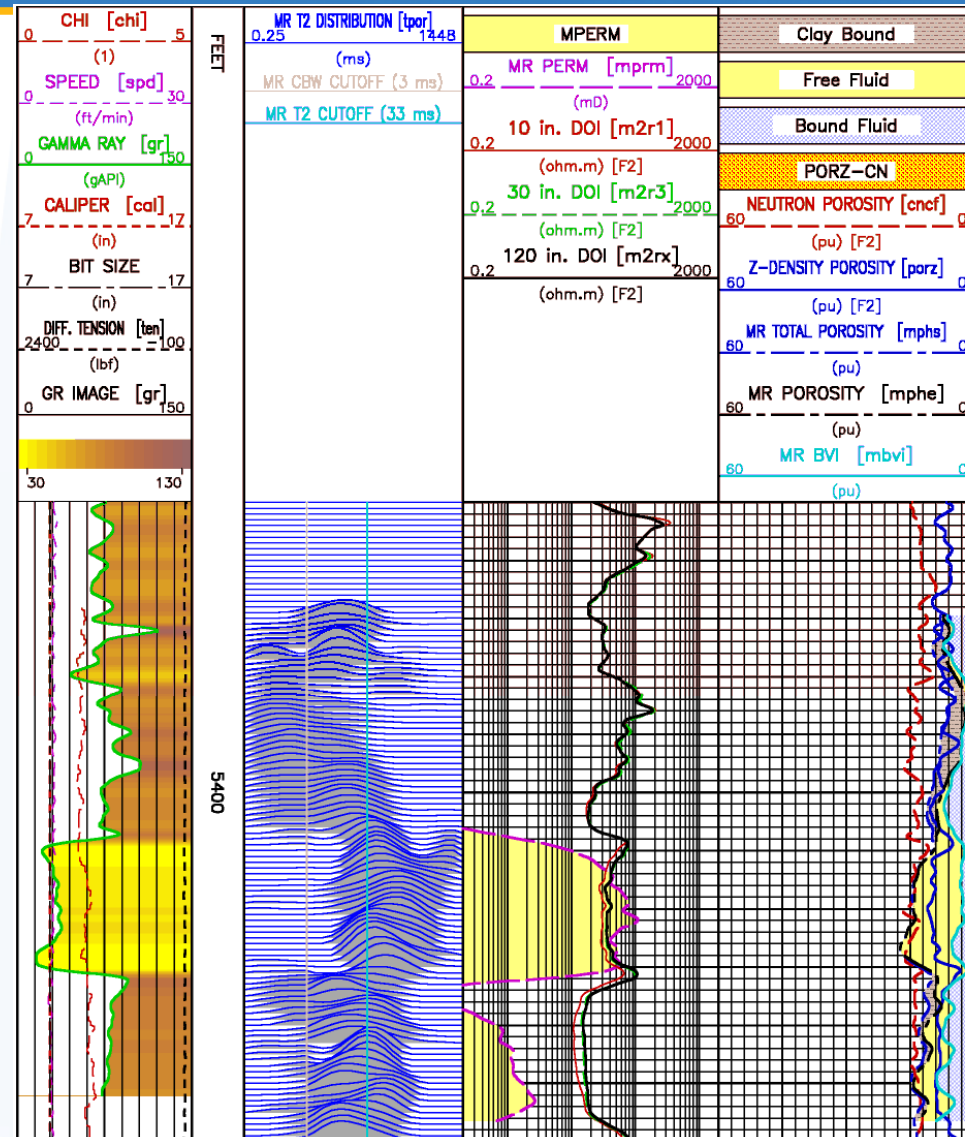 CHI [chi]
0 5
(1)
SPEED [spd]
0 30
(ft/min)
GAMMA RAY [gr]
0 150
(gAPI)
CALIPER [cal]
7 17
(in)
BIT SIZE
7 17
(in)
DIFF. TENSION [ten]
2400 -100
(lbf)
GR IMAGE [gr]
0 150
30 130
FEET
5400
MR T2 DISTRIBUTION [tpor]
0.25 1448
(ms)
MR CBW CUTOFF (3 ms)
MR T2 CUTOFF (33 ms)
MPERM
MR PERM [mprm]
0.2 2000
(mD)
10 in. DOI [m2r1]
0.2 2000
(ohm.m) [F2]
30 in. DOI [m2r3]
0.2 2000
(ohm.m) [F2]
120 in. DOI [m2rx]
0.2 2000
(ohm.m) [F2]
Clay Bound
Free Fluid
Bound Fluid
PORZ-CN
NEUTRON POROSITY [cncf]
60 0
(pu) [F2]
Z-DENSITY POROSITY [porz]
60 0
(pu) [F2]
MR TOTAL POROSITY [mphs]
60 0
(pu)
MR POROSITY [mphe]
60 0
(pu)
MR BVI [mbvi]
60 0
(pu)